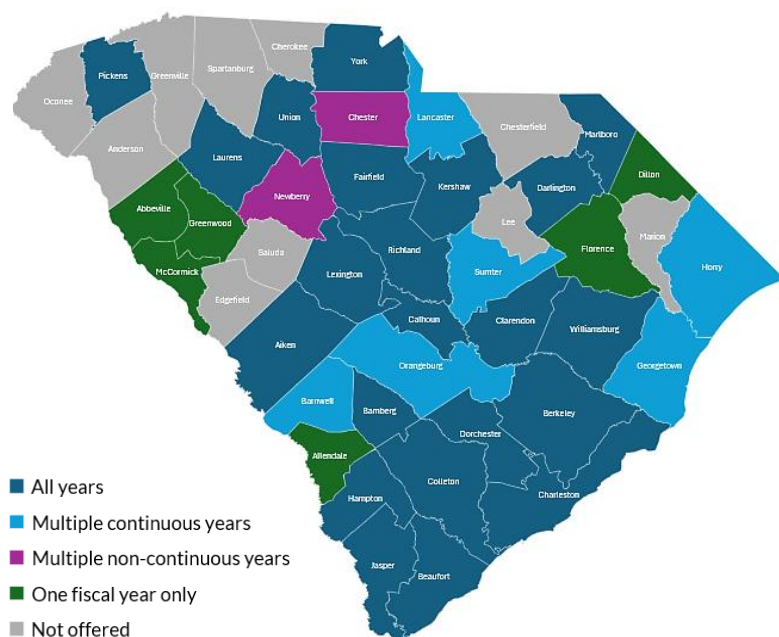 Cherokee
York
Spartanburg
Greenville
Pickens
Oconee
Union
Chester
Lancaster
Chesterfield
Marlboro
Anderson
Laurens
Dillon
Fairfield
Kershaw
Darlington
Newberry
Abbeville
Greenwood
Lee
Florence
Marion
Saluda
Richland
McCormick
Lexington
Sumter
Horry
Edgefield
Calhoun
Clarendon
Williamsburg
Aiken
Orangeburg
Georgetown
Barnwell
Bamberg
Berkeley
Dorchester
Allendale
Colleton
Charleston
Hampton
Jasper
Beaufort
All years
Multiple continuous years
Multiple non-continuous years
One fiscal year only
Not offered